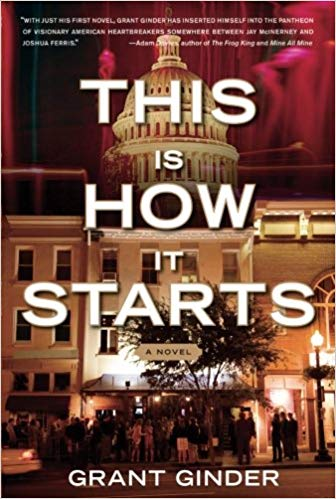 "WITH JUST HIS FIRST NOVEL, GRANT GINDER HAS INSERTED HIMSELF INTO THE PANTHEON
OF VISIONARY AMERICAN HEARTBREAKERS SOMEWHERE BETWEEN JAY McINERNEY AND
JOSHUA FERRIS." —Adam Davies, author of The Frog King and Mine All Mine
THIS
IS
HOW
IT
STARTS
A NOVEL
GRANT GINDER